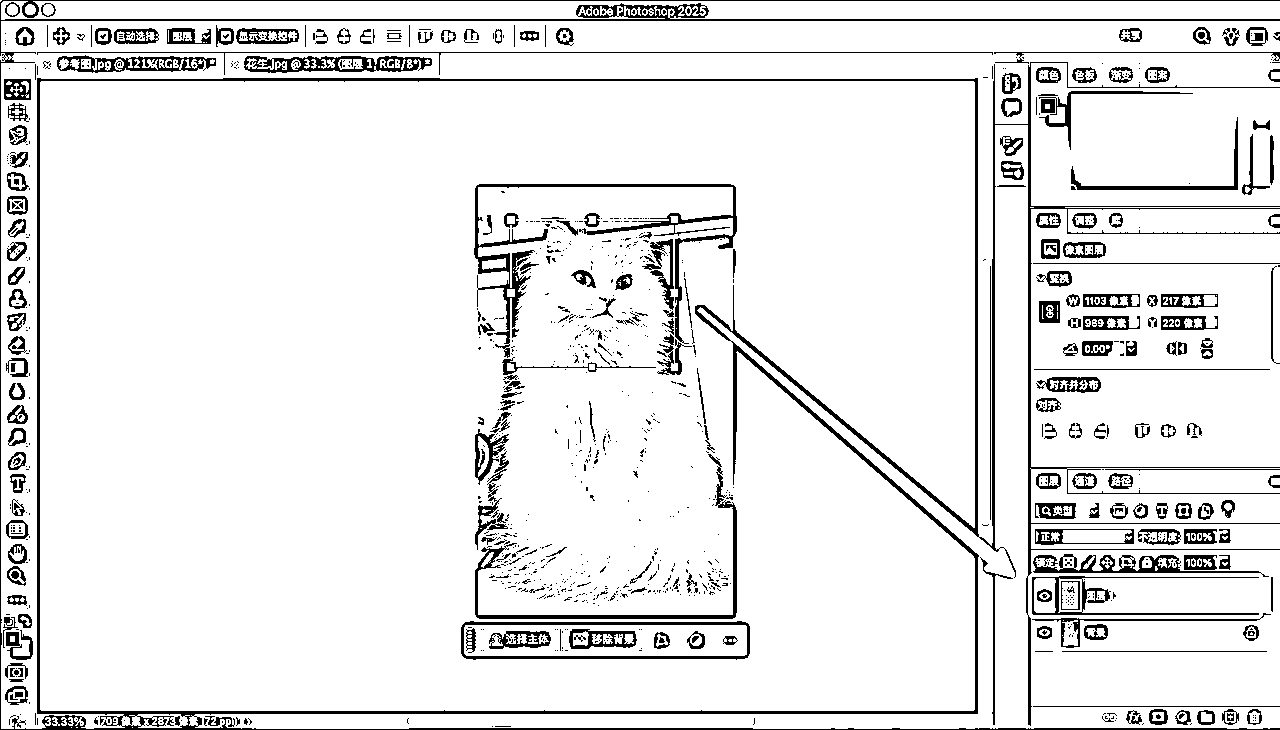 Adobe Photoshop 2025
自动选择: 图层 显示变换控件 共享
参考图.jpg @ 121%(RGB/16*) * 花生.jpg @ 33.3% (图层 1, RGB/8*) *
颜色 色板 渐变 图案
属性 调整 库
像素图层
变换
W 1103 像素 X 217 像素
H 989 像素 Y 220 像素
0.00°
对齐并分布
对齐:
图层 通道 路径
类型
正常 不透明度: 100%
锁定: 填充: 100%
图层 1
背景
选择主体 移除背景
33.33% 1709 像素 x 2873 像素 (72 ppi)